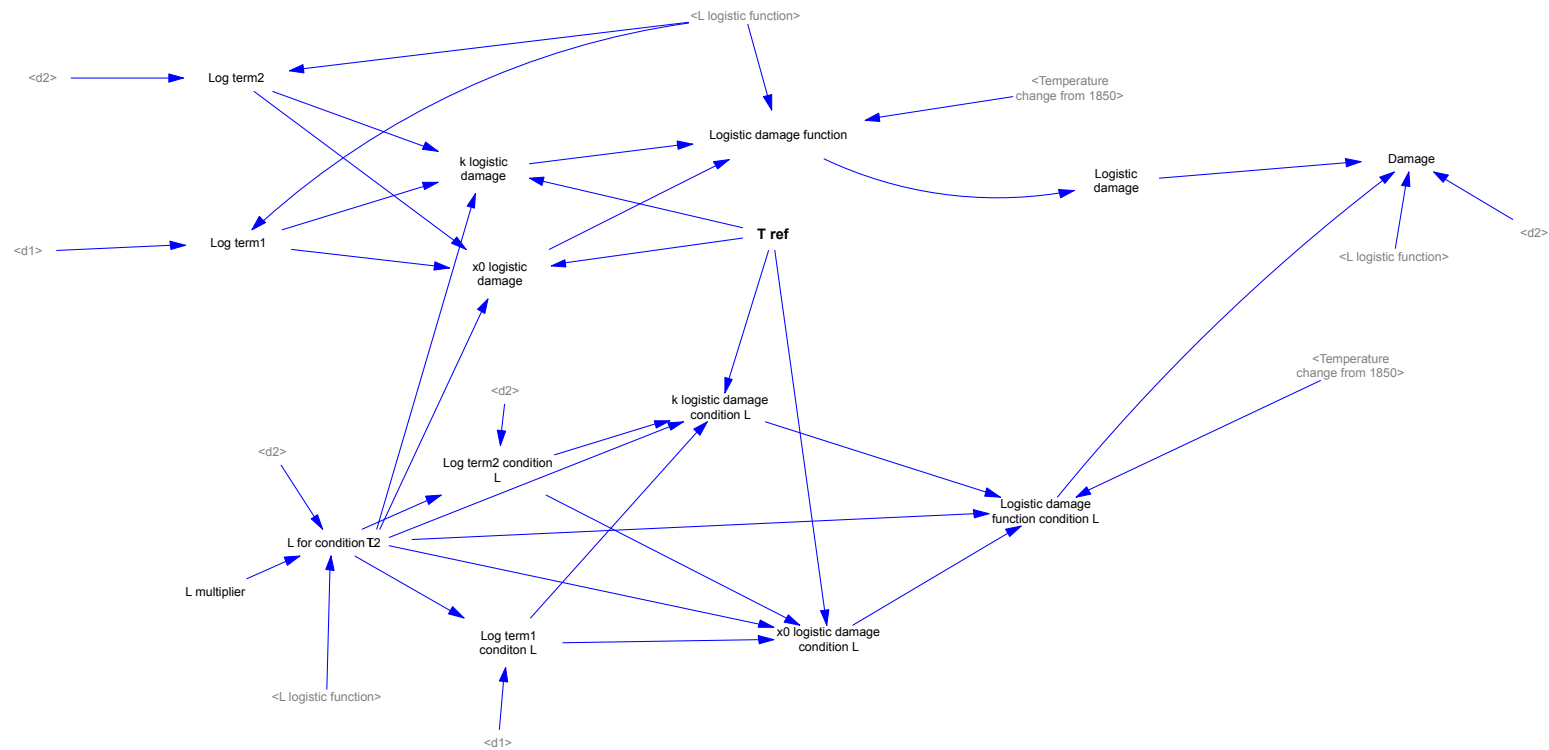 <L logistic function>
<d2>
Log term2
<Temperature
change from 1850>
Logistic damage function
k logistic
damage
Damage
Logistic
damage
<d1>
Log term1
T ref
<d2>
<L logistic function>
x0 logistic
damage
<Temperature
change from 1850>
<d2>
k logistic damage
condition L
<d2>
Log term2 condition
L
Logistic damage
function condition L
L for condition
L multiplier
Log term1
conditon L
x0 logistic damage
condition L
<L logistic function>
<d1>